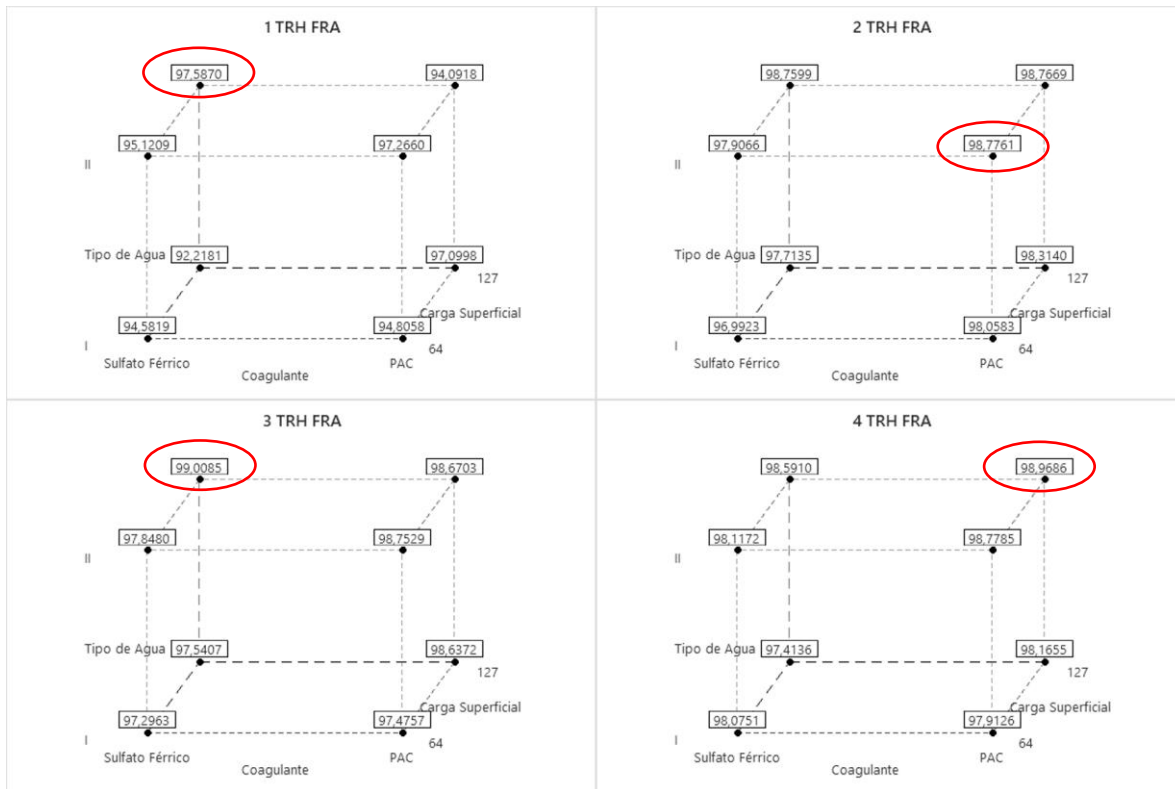 1 TRH FRA
97,5870
94,0918
95,1209
97,2660
II
Tipo de Agua
92,2181
97,0998
127
Carga Superficial
94,5819
94,8058
I
64
Sulfato Férrico
PAC
Coagulante
2 TRH FRA
98,7599
98,7669
97,9066
98,7761
II
Tipo de Agua
97,7135
98,3140
127
Carga Superficial
96,9923
98,0583
I
64
Sulfato Férrico
PAC
Coagulante
3 TRH FRA
99,0085
98,6703
97,8480
98,7529
II
Tipo de Agua
97,5407
98,6372
127
Carga Superficial
97,2963
97,4757
I
64
Sulfato Férrico
PAC
Coagulante
4 TRH FRA
98,5910
98,9686
98,1172
98,7785
II
Tipo de Agua
97,4136
98,1655
127
Carga Superficial
98,0751
97,9126
I
64
Sulfato Férrico
PAC
Coagulante